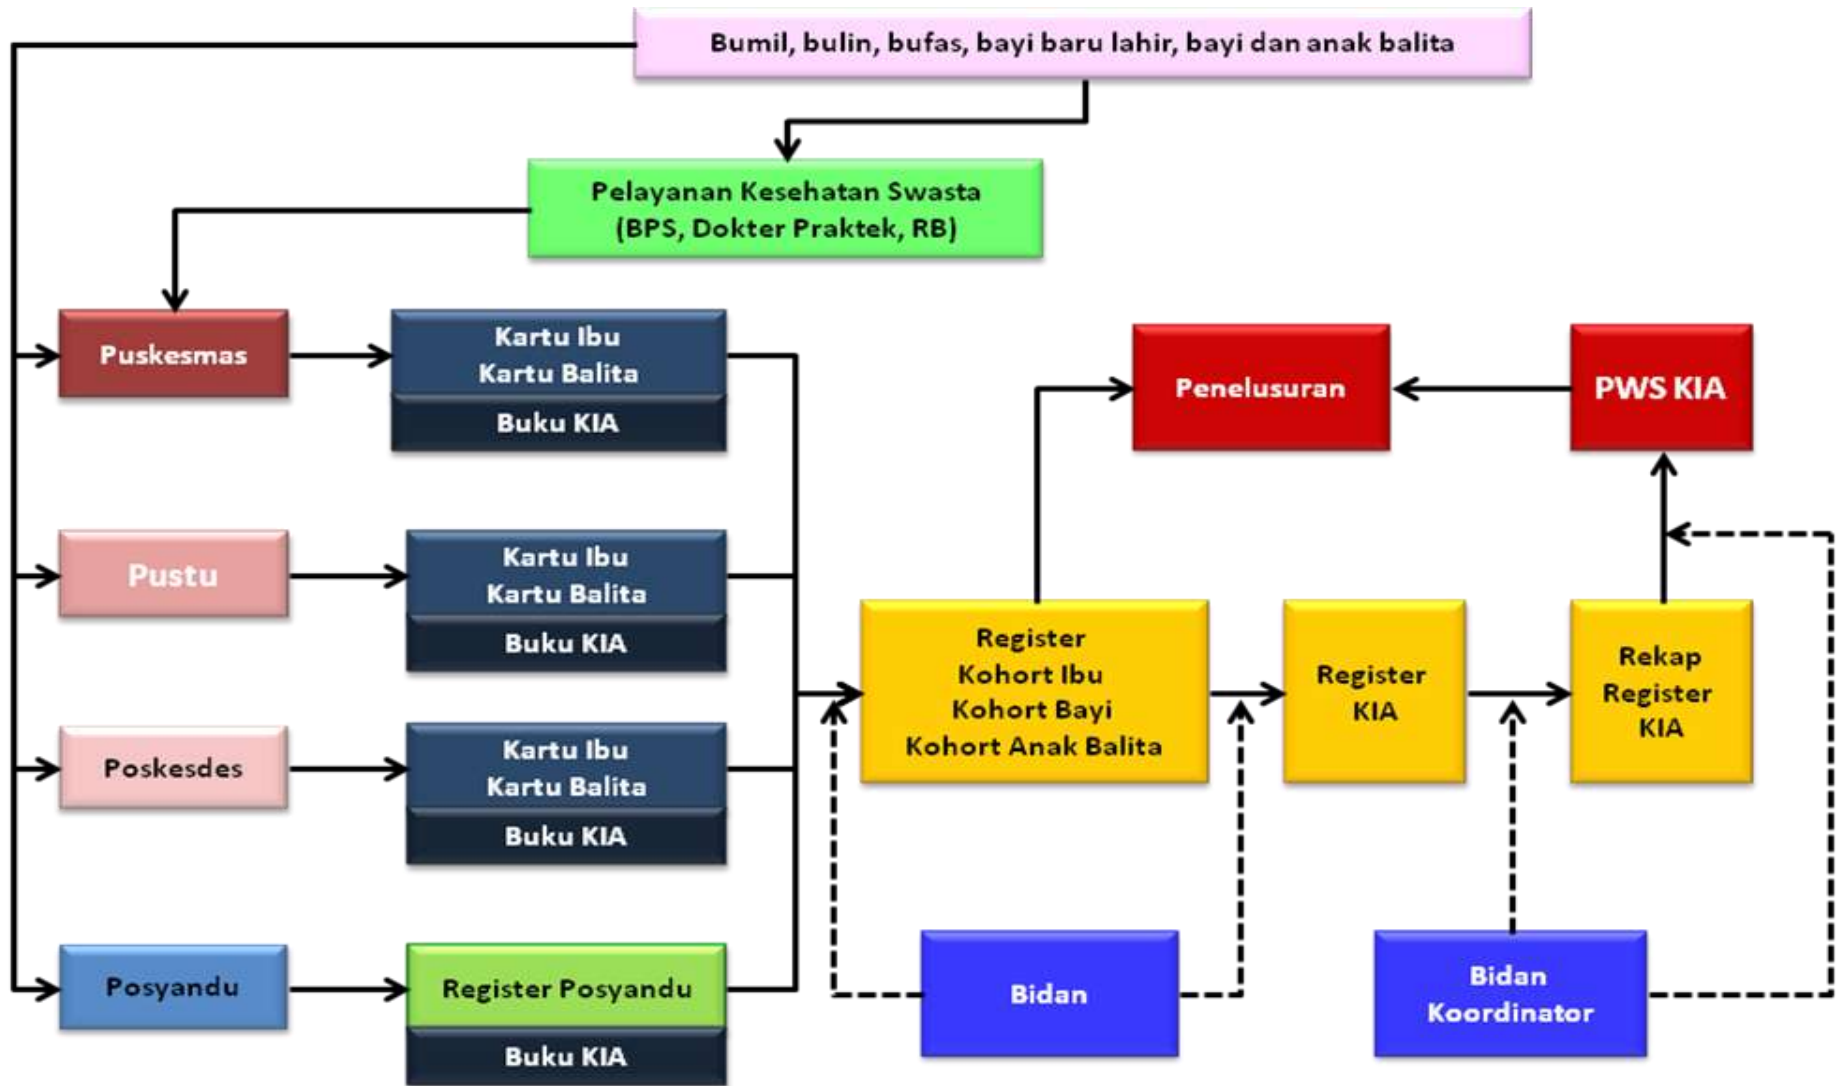 Bumil, bulin, bufas, bayi baru lahir, bayi dan anak balita
Pelayanan Kesehatan Swasta
(BPS, Dokter Praktek, RB)
Puskesmas
Kartu Ibu
Kartu Balita
Buku KIA
Penelusuran
PWS KIA
Pustu
Kartu Ibu
Kartu Balita
Buku KIA
Register
Kohort Ibu
Kohort Bayi
Kohort Anak Balita
Register
KIA
Rekap
Register
KIA
Poskesdes
Kartu Ibu
Kartu Balita
Buku KIA
Posyandu
Register Posyandu
Buku KIA
Bidan
Bidan
Koordinator